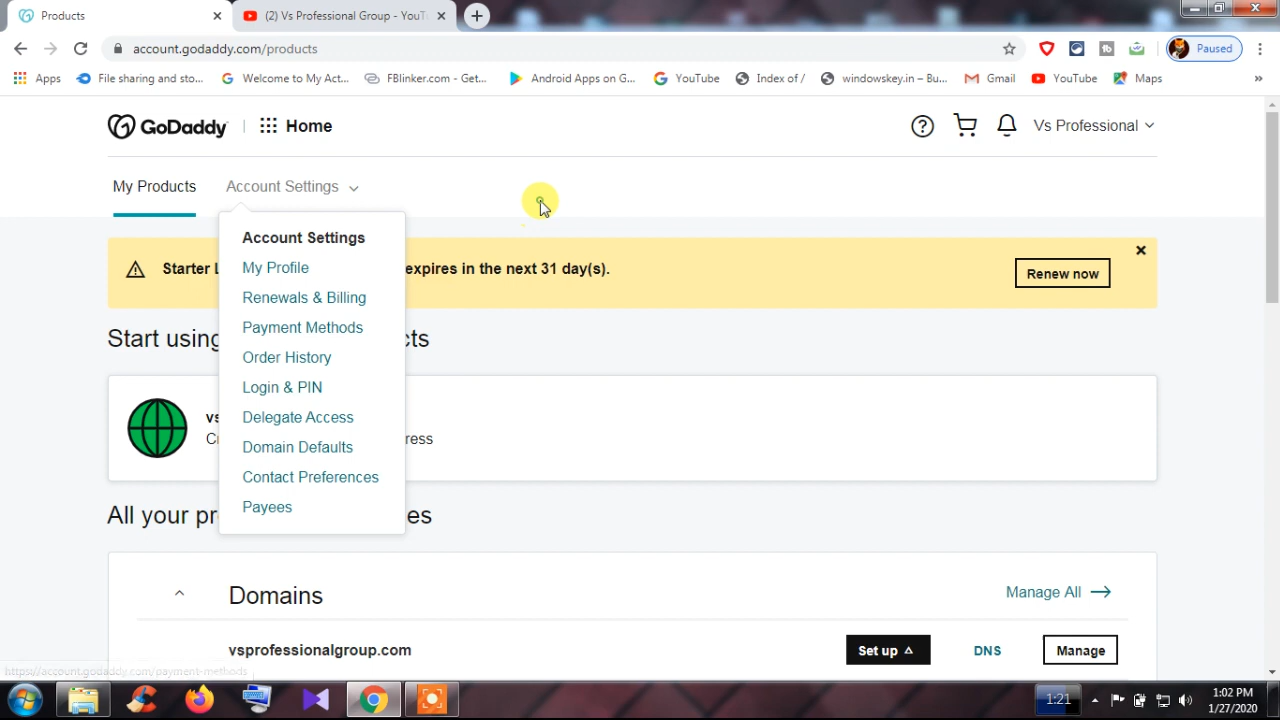 Products
(2) Vs Professional Group - YouT
account.godaddy.com/products
Paused
Apps
File sharing and sto...
Welcome to My Act...
FBlinker.com - Get...
Android Apps on G...
YouTube
Index of /
windowskey.in – Bu...
Gmail
YouTube
Maps
»
GoDaddy
Home
Vs Professional
My Products
Account Settings
Account Settings
My Profile
Renewals & Billing
Payment Methods
Order History
Login & PIN
Delegate Access
Domain Defaults
Contact Preferences
Payees
Starter L expires in the next 31 day(s).
Renew now
Start using cts
vs
Cr ress
All your pr es
Domains
Manage All
vsprofessionalgroup.com
Set up
DNS
Manage
https://account.godaddy.com/payment-methods
1:21
1:02 PM
1/27/2020